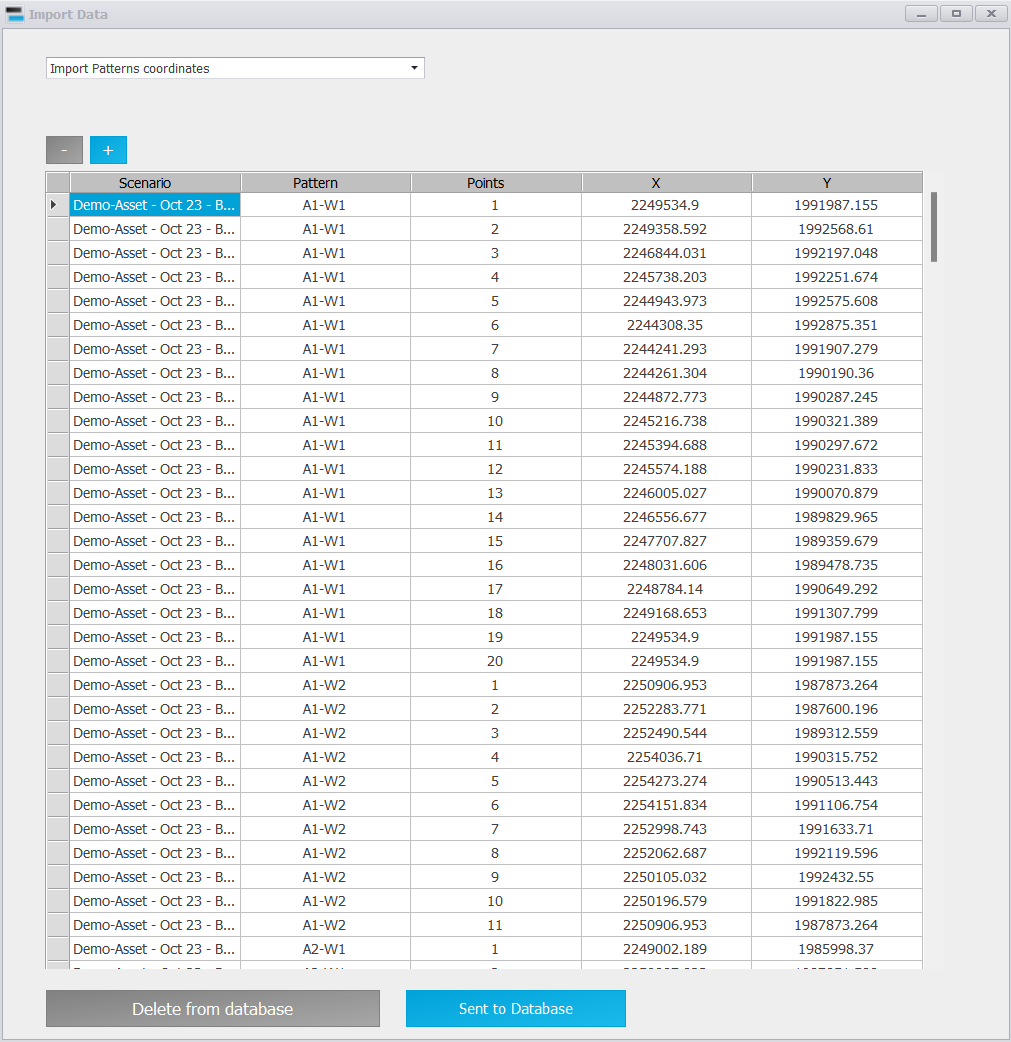 Import Data
Import Patterns coordinates
- +
Scenario Pattern Points X Y
Demo-Asset - Oct 23 - B... A1-W1 1 2249534.9 1991987.155
Demo-Asset - Oct 23 - B... A1-W1 2 2249358.592 1992568.61
Demo-Asset - Oct 23 - B... A1-W1 3 2246844.031 1992197.048
Demo-Asset - Oct 23 - B... A1-W1 4 2245738.203 1992251.674
Demo-Asset - Oct 23 - B... A1-W1 5 2244943.973 1992575.608
Demo-Asset - Oct 23 - B... A1-W1 6 2244308.35 1992875.351
Demo-Asset - Oct 23 - B... A1-W1 7 2244241.293 1991907.279
Demo-Asset - Oct 23 - B... A1-W1 8 2244261.304 1990190.36
Demo-Asset - Oct 23 - B... A1-W1 9 2244872.773 1990287.245
Demo-Asset - Oct 23 - B... A1-W1 10 2245216.738 1990321.389
Demo-Asset - Oct 23 - B... A1-W1 11 2245394.688 1990297.672
Demo-Asset - Oct 23 - B... A1-W1 12 2245574.188 1990231.833
Demo-Asset - Oct 23 - B... A1-W1 13 2246005.027 1990070.879
Demo-Asset - Oct 23 - B... A1-W1 14 2246556.677 1989829.965
Demo-Asset - Oct 23 - B... A1-W1 15 2247707.827 1989359.679
Demo-Asset - Oct 23 - B... A1-W1 16 2248031.606 1989478.735
Demo-Asset - Oct 23 - B... A1-W1 17 2248784.14 1990649.292
Demo-Asset - Oct 23 - B... A1-W1 18 2249168.653 1991307.799
Demo-Asset - Oct 23 - B... A1-W1 19 2249534.9 1991987.155
Demo-Asset - Oct 23 - B... A1-W1 20 2249534.9 1991987.155
Demo-Asset - Oct 23 - B... A1-W2 1 2250906.953 1987873.264
Demo-Asset - Oct 23 - B... A1-W2 2 2252283.771 1987600.196
Demo-Asset - Oct 23 - B... A1-W2 3 2252490.544 1989312.559
Demo-Asset - Oct 23 - B... A1-W2 4 2254036.71 1990315.752
Demo-Asset - Oct 23 - B... A1-W2 5 2254273.274 1990513.443
Demo-Asset - Oct 23 - B... A1-W2 6 2254151.834 1991106.754
Demo-Asset - Oct 23 - B... A1-W2 7 2252998.743 1991633.71
Demo-Asset - Oct 23 - B... A1-W2 8 2252062.687 1992119.596
Demo-Asset - Oct 23 - B... A1-W2 9 2250105.032 1992432.55
Demo-Asset - Oct 23 - B... A1-W2 10 2250196.579 1991822.985
Demo-Asset - Oct 23 - B... A1-W2 11 2250906.953 1987873.264
Demo-Asset - Oct 23 - B... A2-W1 1 2249002.189 1985998.37
Delete from database Sent to Database